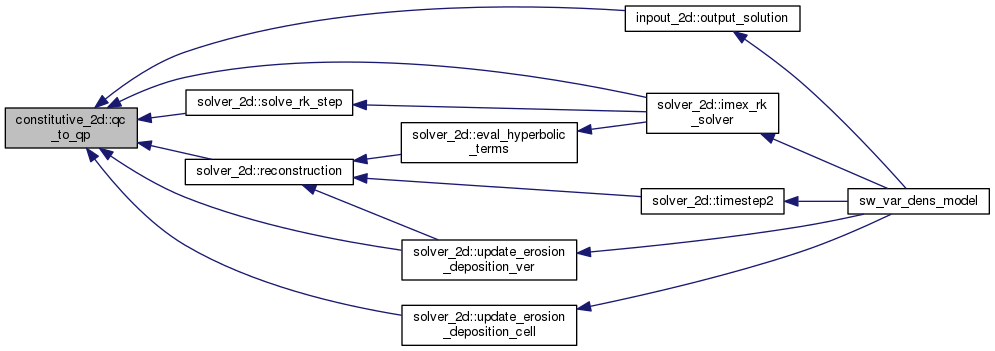 inpout_2d::output_solution
solver_2d::imex_rk
_solver
solver_2d::solve_rk_step
constitutive_2d::qc
_to_qp
solver_2d::eval_hyperbolic
_terms
solver_2d::reconstruction
solver_2d::timestep2
sw_var_dens_model
solver_2d::update_erosion
_deposition_ver
solver_2d::update_erosion
_deposition_cell